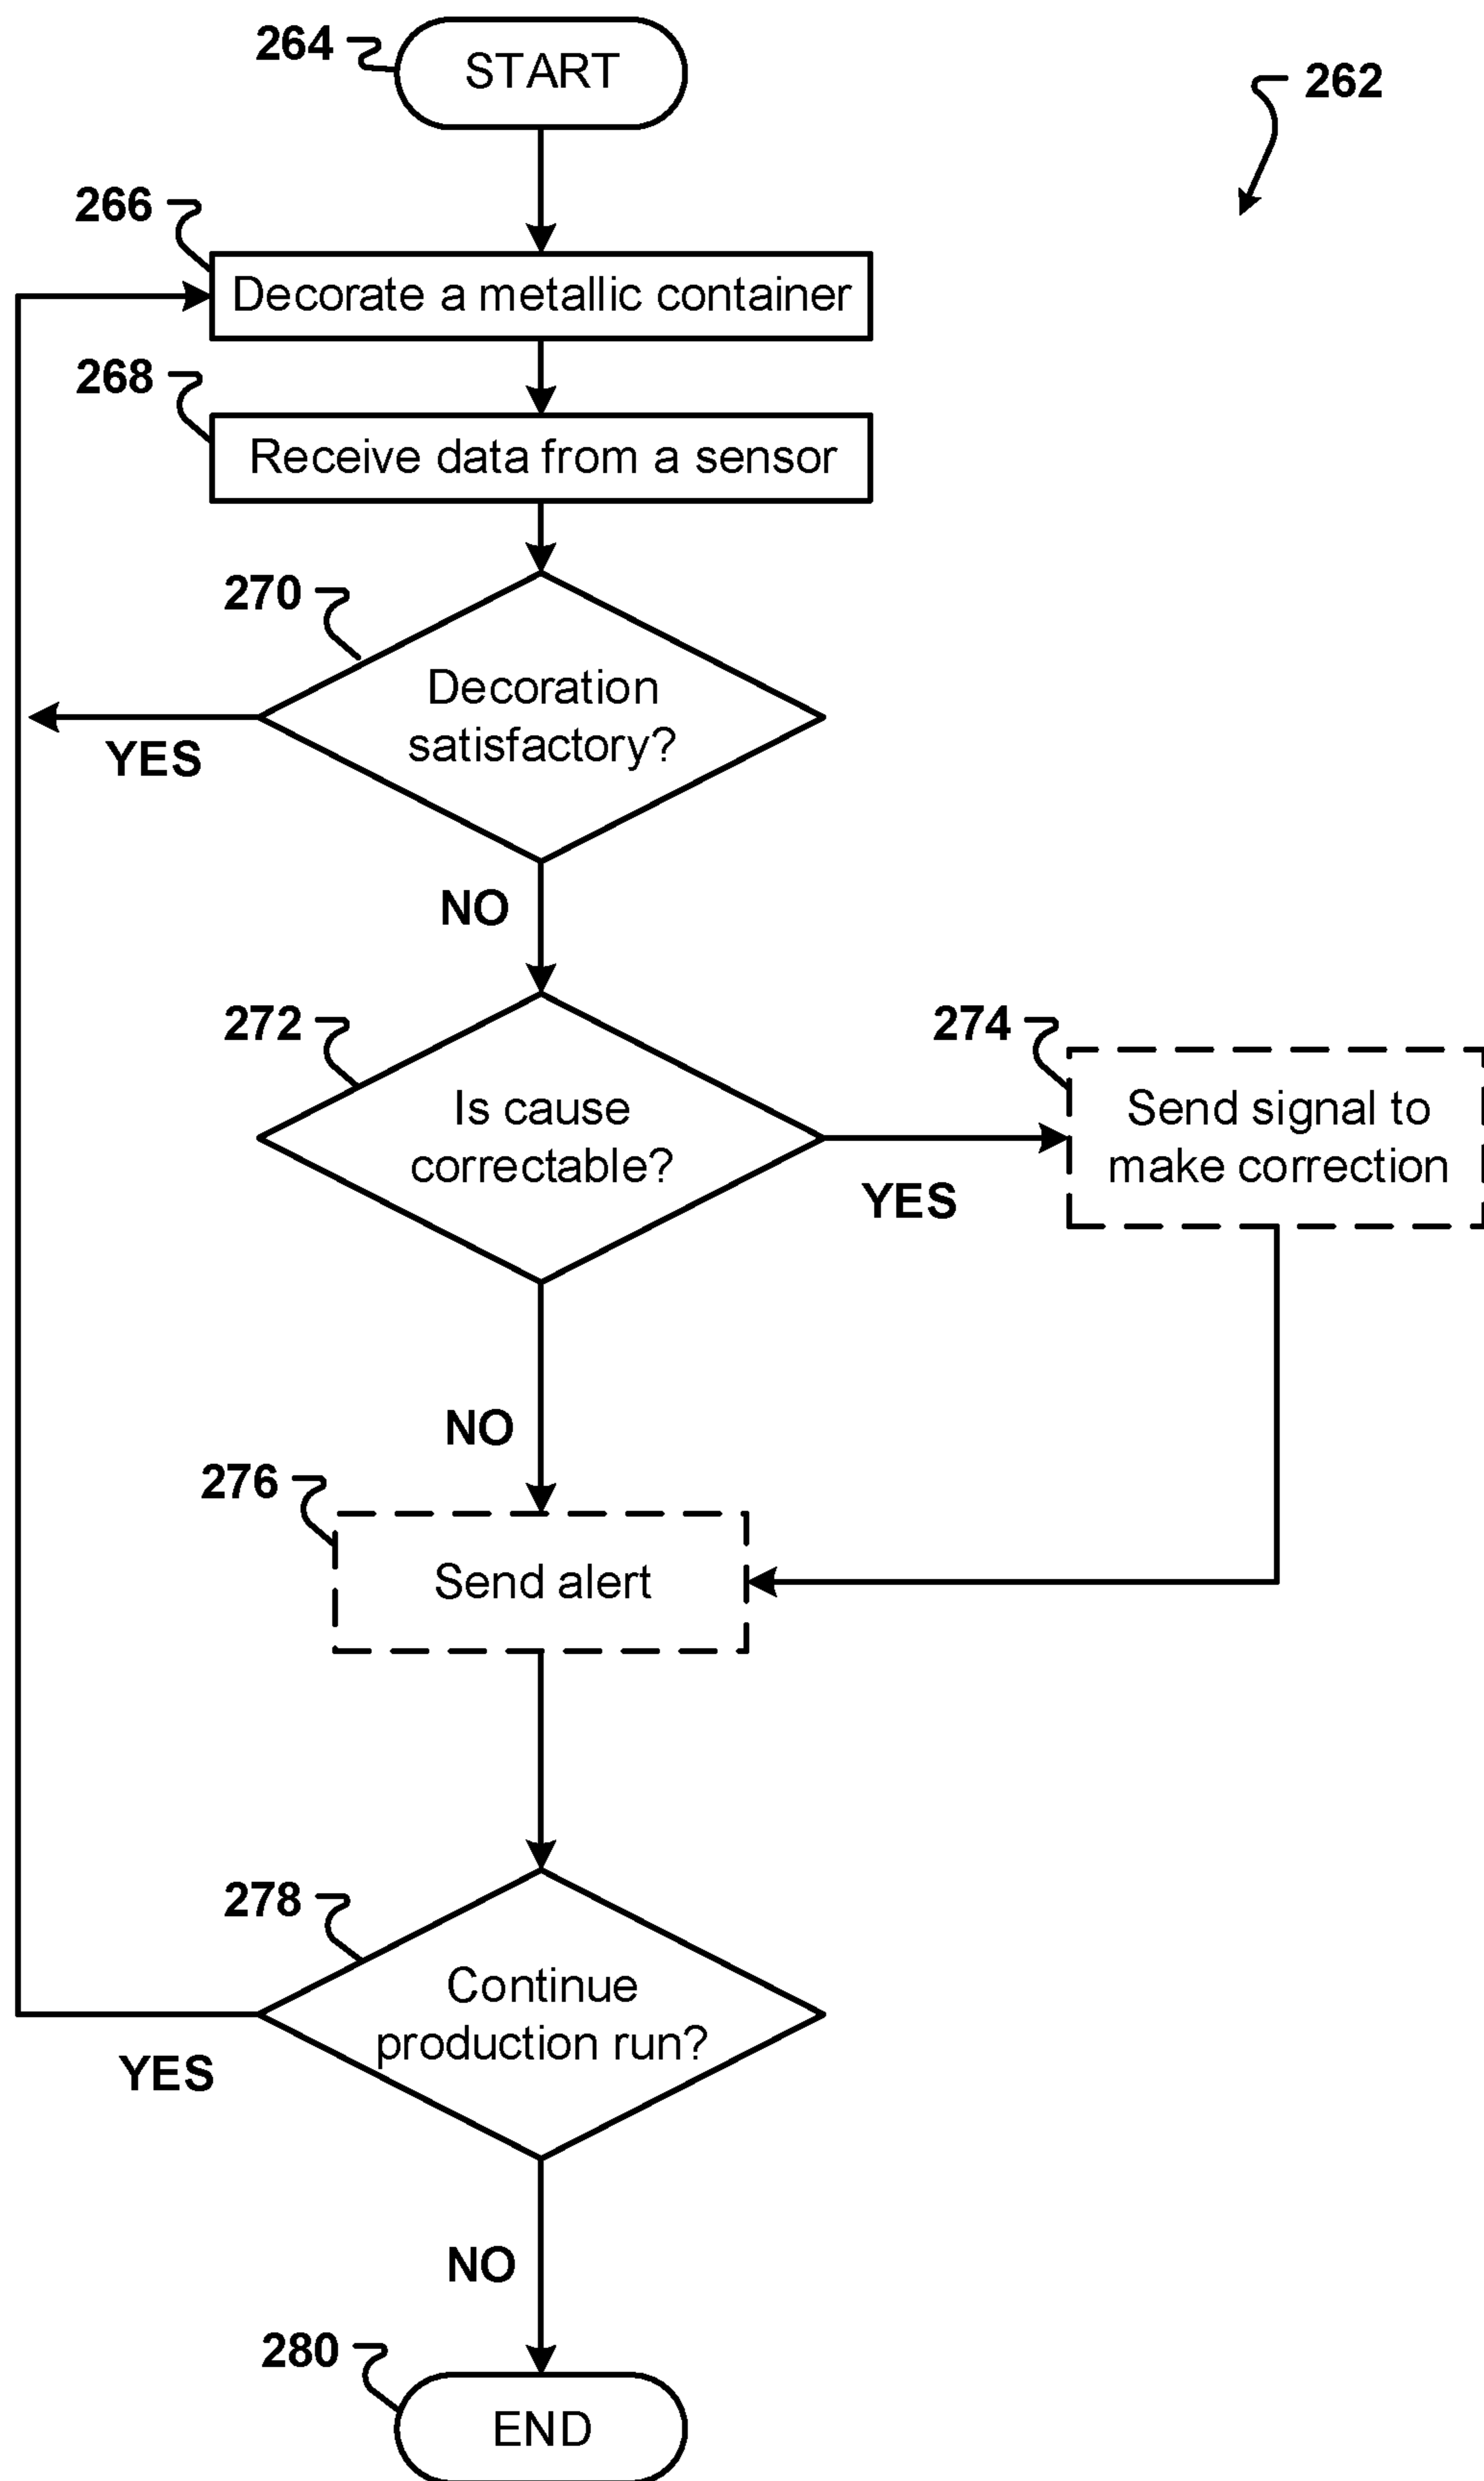 264
START
262
266
Decorate a metallic container
268
Receive data from a sensor
270
Decoration
satisfactory?
YES
NO
272
Is cause
correctable?
YES
274
Send signal to
make correction
NO
276
Send alert
278
Continue
production run?
YES
NO
280
END